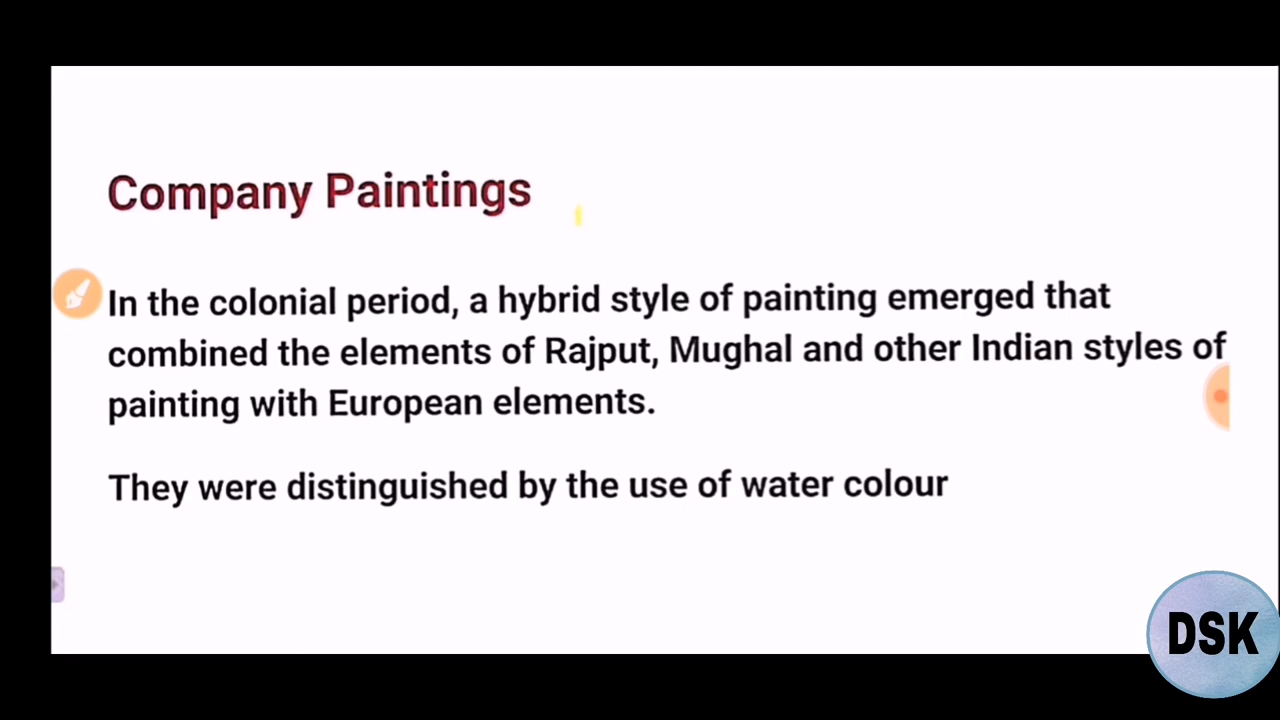 Company Paintings
In the colonial period, a hybrid style of painting emerged that
combined the elements of Rajput, Mughal and other Indian styles of
painting with European elements.
They were distinguished by the use of water colour
DSK